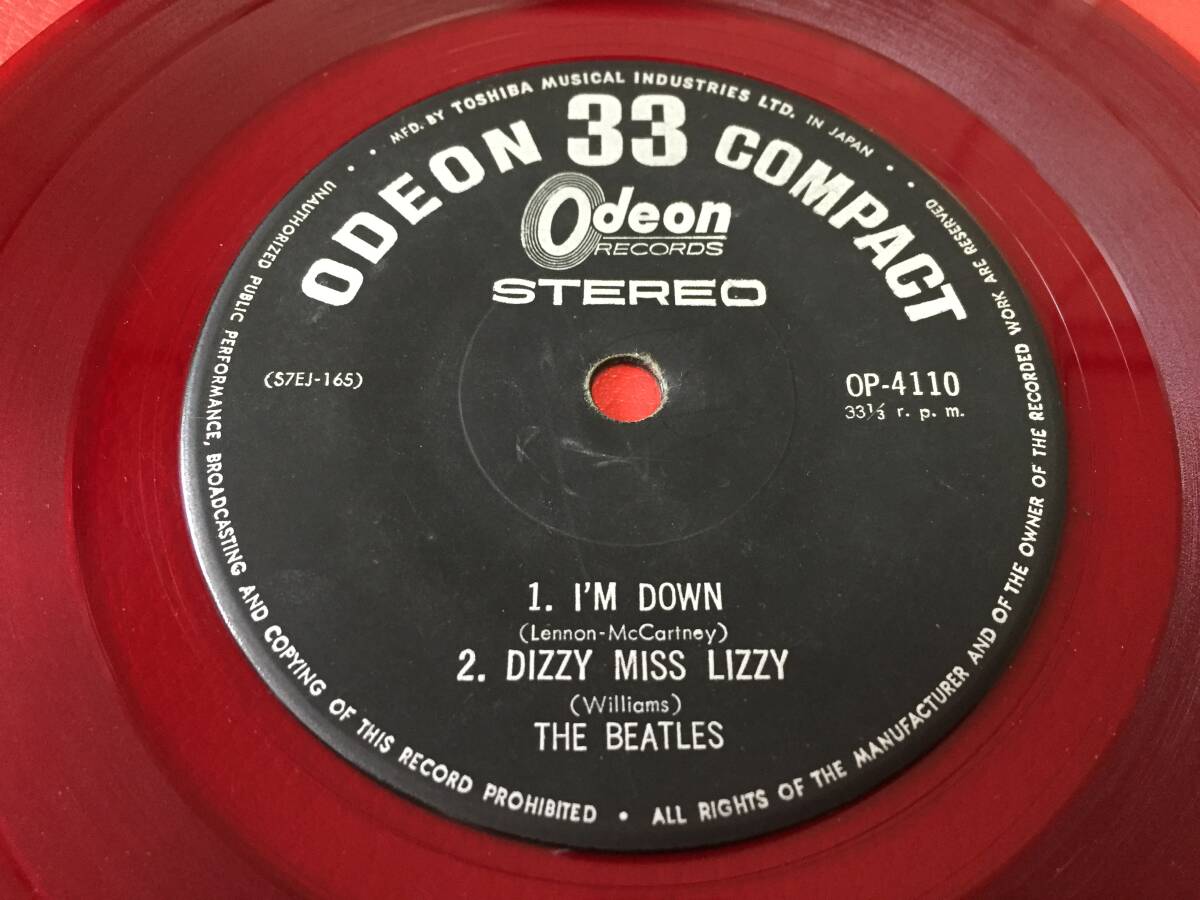 MFD. BY TOSHIBA MUSICAL INDUSTRIES LTD. IN JAPAN
ODEON 33 COMPACT
Odeon
RECORDS
STEREO
(S7EJ-165)
OP-4110
33⅓ r. p. m.
1. I'M DOWN
(Lennon-McCartney)
2. DIZZY MISS LIZZY
(Williams)
THE BEATLES
UNAUTHORIZED PUBLIC PERFORMANCE, BROADCASTING AND COPYING OF THIS RECORD PROHIBITED • ALL RIGHTS OF THE MANUFACTURER AND OF THE OWNER OF THE RECORDED WORK ARE RESERVED